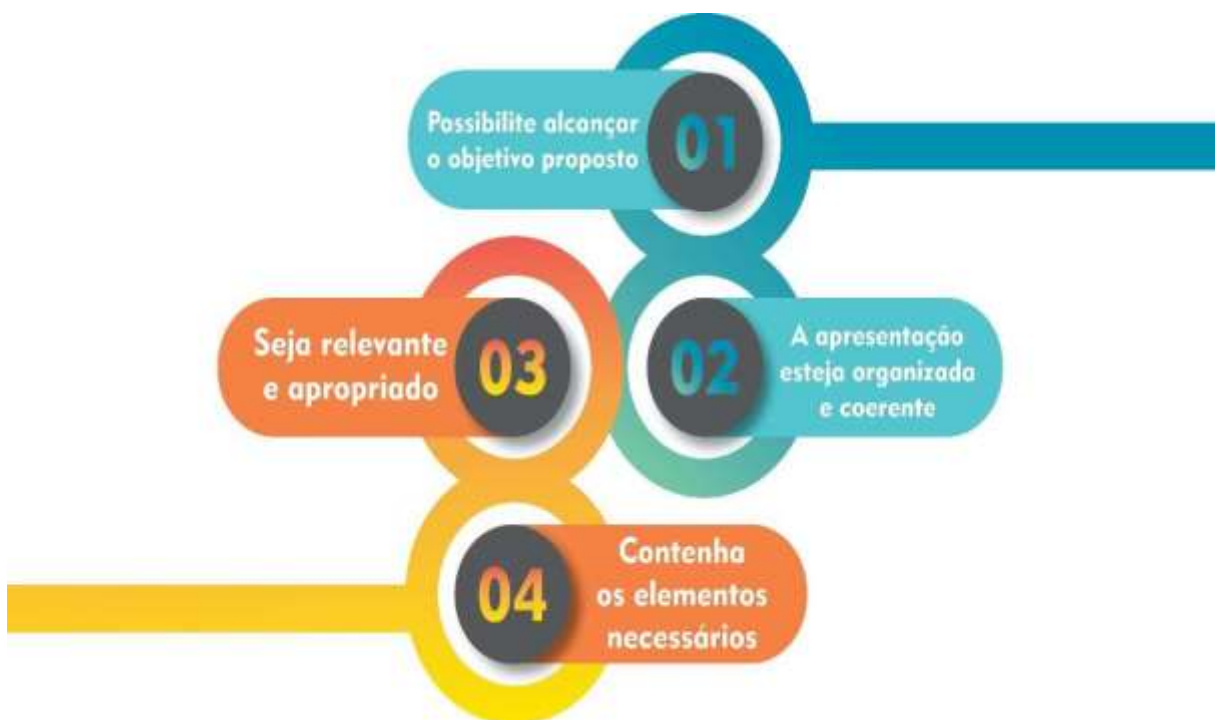 Possibilite alcançar
o objetivo proposto
01
Seja relevante
e apropriado
03
02
A apresentação
esteja organizada
e coerente
04
Contenha
os elementos
necessários